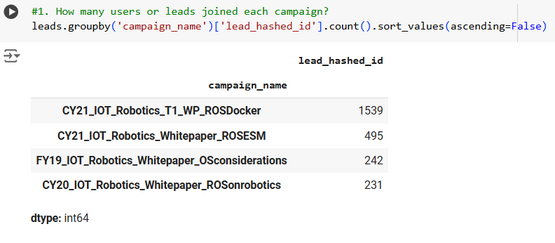 #1. How many users or leads joined each campaign?
leads.groupby('campaign_name')['lead_hashed_id'].count().sort_values(ascending=False)
lead_hashed_id
campaign_name
CY21_IOT_Robotics_T1_WP_ROSDocker 1539
CY21_IOT_Robotics_Whitepaper_ROSESM 495
FY19_IOT_Robotics_Whitepaper_OSconsiderations 242
CY20_IOT_Robotics_Whitepaper_ROSonrobotics 231
dtype: int64